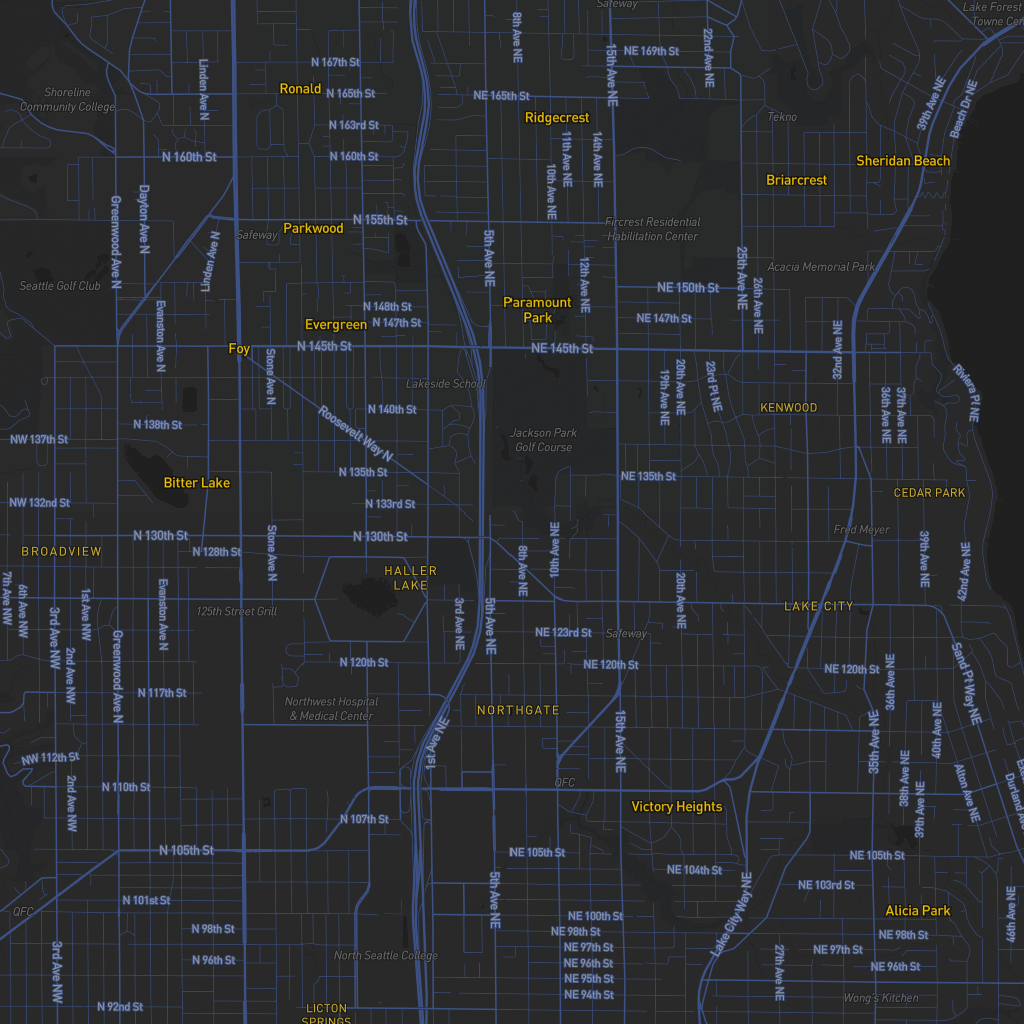 Safeway
Lake Forest
Towne Cen
8th Ave NE
15th Ave NE
22nd Ave NE
NE 169th St
N 167th St
Linden Ave N
Ronald
N 165th St
NE 165th St
Shoreline
Community College
39th Ave NE
Beach Dr NE
Ridgecrest
Tekno
N 163rd St
N 160th St
N 160th St
11th Ave NE
14th Ave NE
Sheridan Beach
Briarcrest
10th Ave NE
Greenwood Ave N
Dayton Ave N
N 155th St
Parkwood
Safeway
Fircrest Residential
Habilitation Center
Linden Ave N
5th Ave NE
12th Ave NE
25th Ave NE
26th Ave NE
Acacia Memorial Park
Seattle Golf Club
NE 150th St
Paramount
Park
N 148th St
N 147th St
NE 147th St
Evergreen
Evanston Ave N
Foy
N 145th St
NE 145th St
32nd Ave NE
Stone Ave N
Lakeside School
19th Ave NE
20th Ave NE
23rd Pl NE
Riviera Pl NE
KENWOOD
36th Ave NE
37th Ave NE
N 140th St
Roosevelt Way N
N 138th St
NW 137th St
Jackson Park
Golf Course
N 135th St
NE 135th St
Bitter Lake
CEDAR PARK
NW 132nd St
N 133rd St
Fred Meyer
N 130th St
N 130th St
BROADVIEW
N 128th St
Stone Ave N
8th Ave NE
10th Ave NE
39th Ave NE
42nd Ave NE
HALLER
LAKE
7th Ave NW
6th Ave NW
3rd Ave NW
1st Ave NW
Evanston Ave N
125th Street Grill
3rd Ave NE
5th Ave NE
20th Ave NE
LAKE CITY
NE 123rd St
Safeway
2nd Ave NW
Greenwood Ave N
N 120th St
NE 120th St
NE 120th St
36th Ave NE
Sand Pt Way NE
N 117th St
Northwest Hospital
& Medical Center
NORTHGATE
1st Ave NE
15th Ave NE
35th Ave NE
40th Ave NE
NW 112th St
2nd Ave NW
N 110th St
QFC
38th Ave NE
39th Ave NE
Alton Ave NE
Durland Av
Victory Heights
N 107th St
N 105th St
NE 105th St
NE 105th St
NE 104th St
NE 103rd St
5th Ave NE
Lake City Way NE
N 101st St
QFC
NE 100th St
Alicia Park
46th Ave NE
N 98th St
NE 98th St
NE 98th St
NE 97th St
NE 97th St
3rd Ave NW
N 96th St
NE 96th St
NE 96th St
North Seattle College
27th Ave NE
NE 95th St
NE 94th St
Wong's Kitchen
N 92nd St
LICTON
SPRINGS